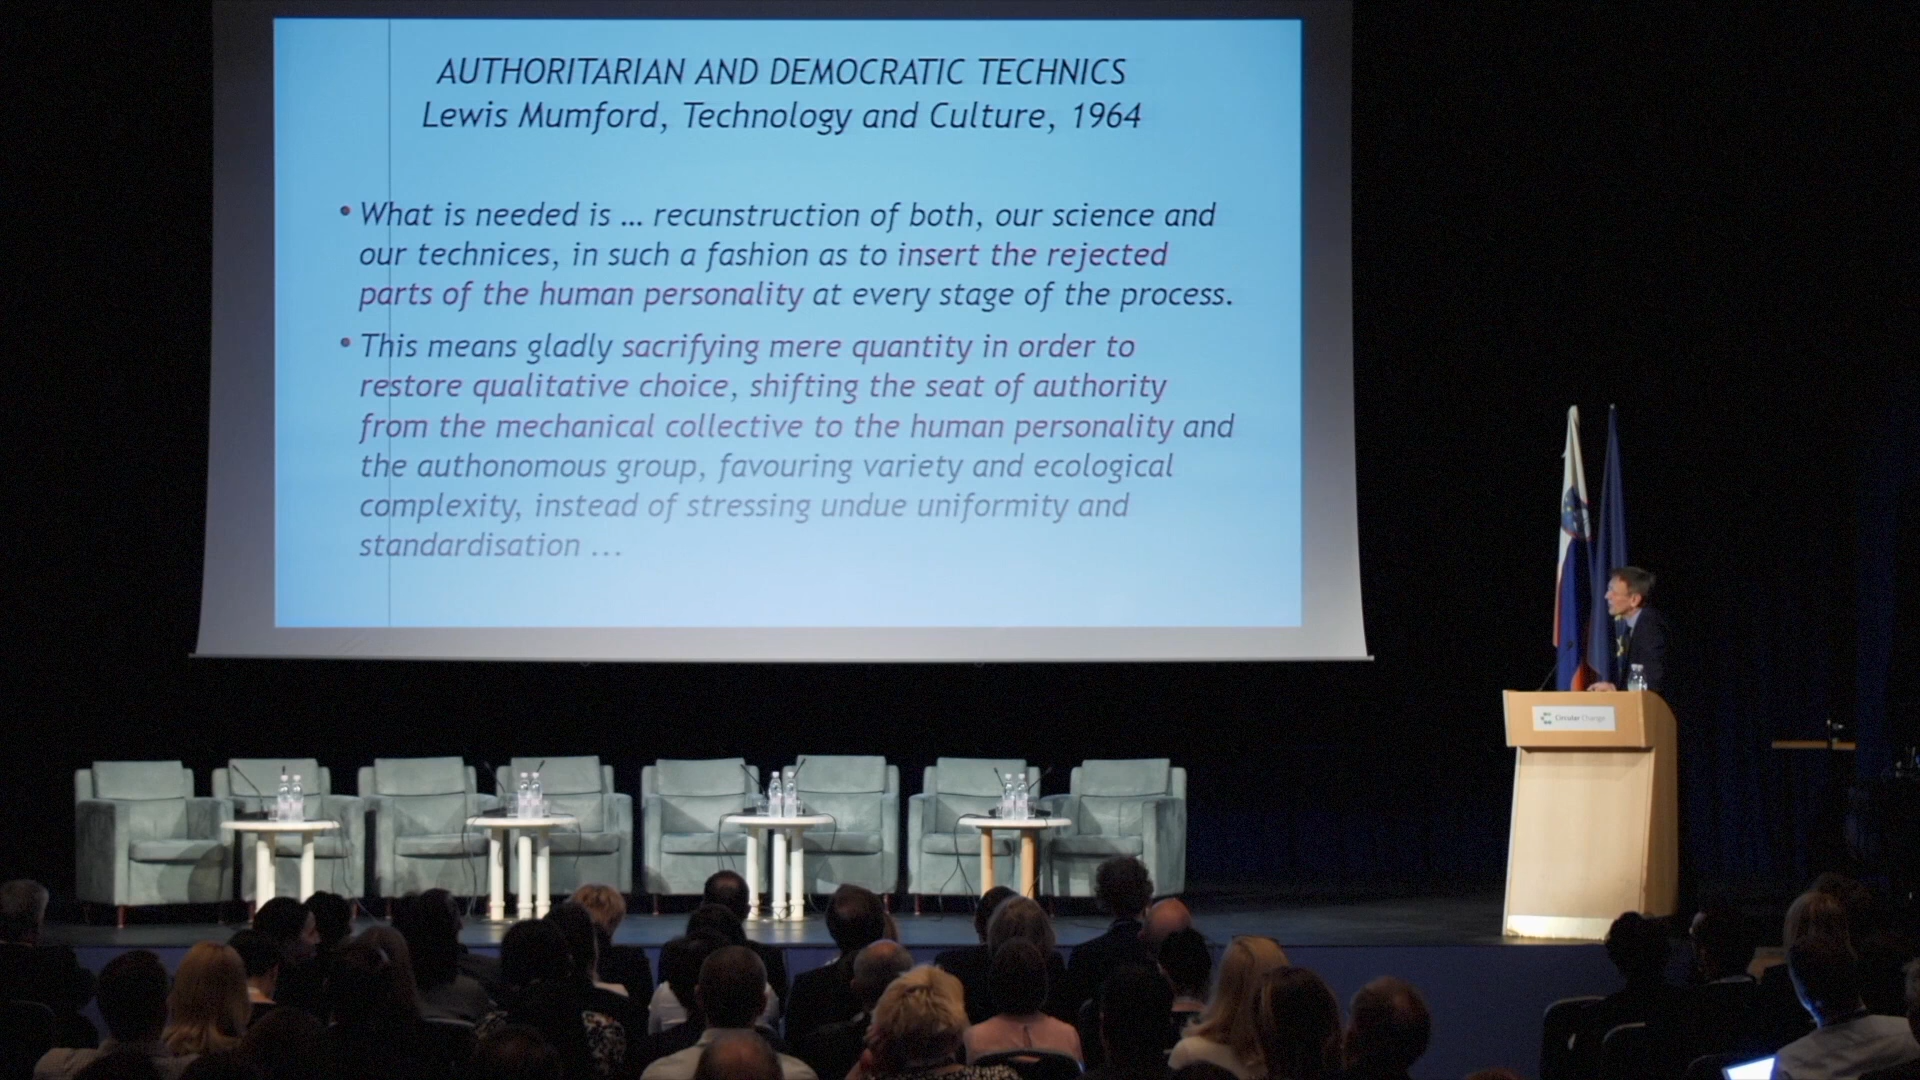 AUTHORITARIAN AND DEMOCRATIC TECHNICS
Lewis Mumford, Technology and Culture, 1964
• What is needed is … recunstruction of both, our science and
our technices, in such a fashion as to insert the rejected
parts of the human personality at every stage of the process.
• This means gladly sacrifying mere quantity in order to
restore qualitative choice, shifting the seat of authority
from the mechanical collective to the human personality and
the authonomous group, favouring variety and ecological
complexity, instead of stressing undue uniformity and
standardisation ...
Circular Change